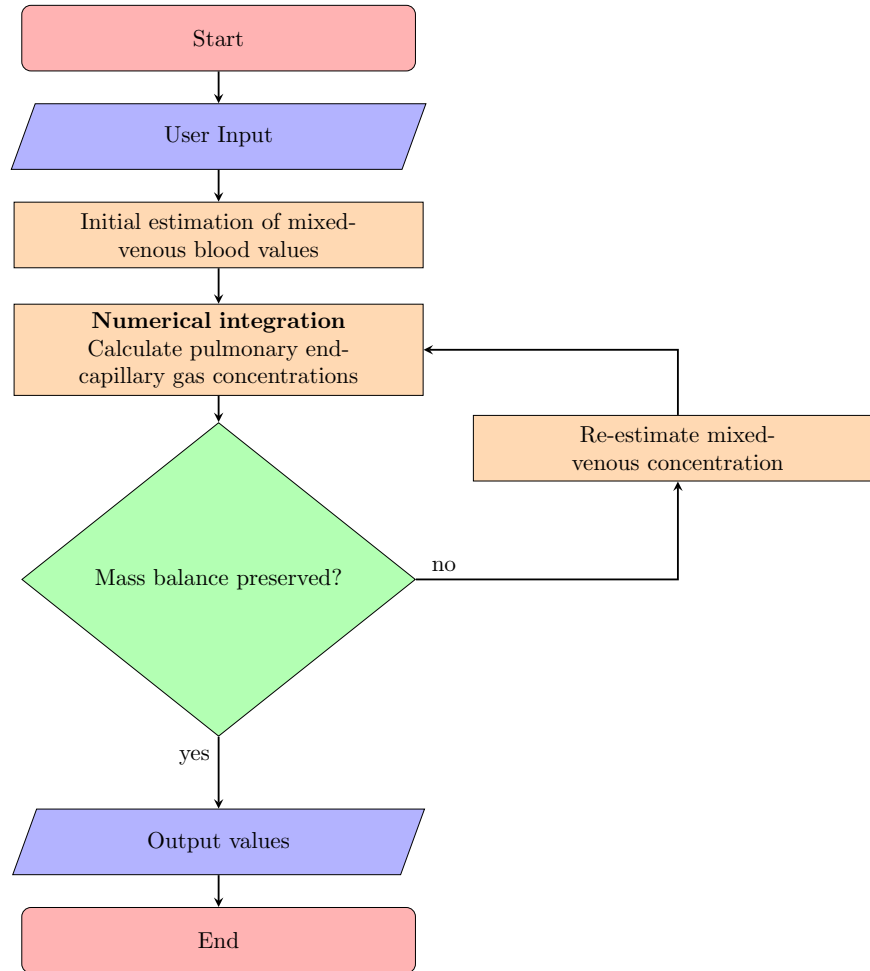 Start
User Input
Initial estimation of mixed-
venous blood values
Numerical integration
Calculate pulmonary end-
capillary gas concentrations
Re-estimate mixed-
venous concentration
Mass balance preserved?
no
yes
Output values
End